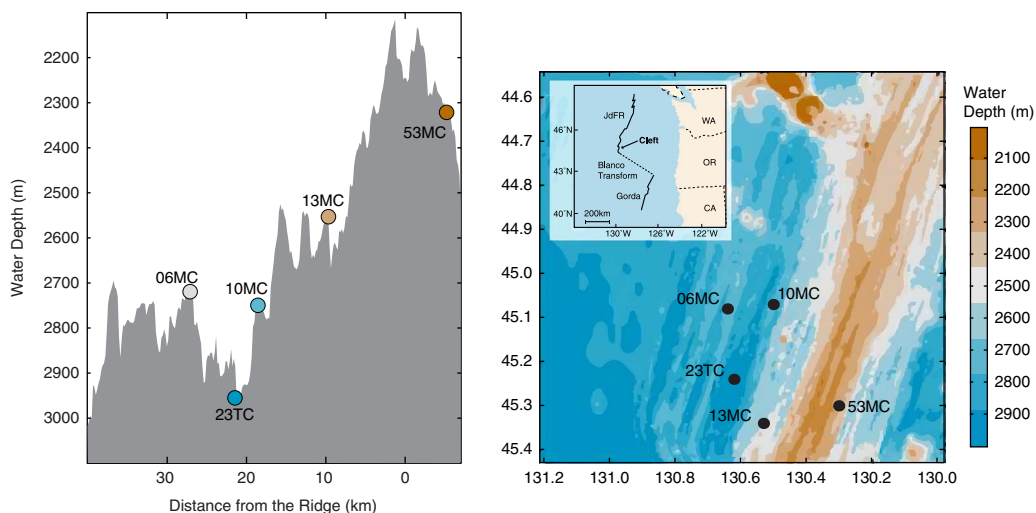 2200
2300
2400
2500
2600
2700
2800
2900
3000
Water Depth (m)
53MC
13MC
06MC
10MC
23TC
30
20
10
0
Distance from the Ridge (km)
44.6
44.7
44.8
44.9
45.0
45.1
45.2
45.3
45.4
JdFR
46°N
Cleft
WA
Blanco
Transform
43°N
OR
Gorda
40°N
CA
200km
130°W
126°W
122°W
06MC
10MC
23TC
13MC
53MC
131.2
131.0
130.8
130.6
130.4
130.2
130.0
Water
Depth (m)
2100
2200
2300
2400
2500
2600
2700
2800
2900